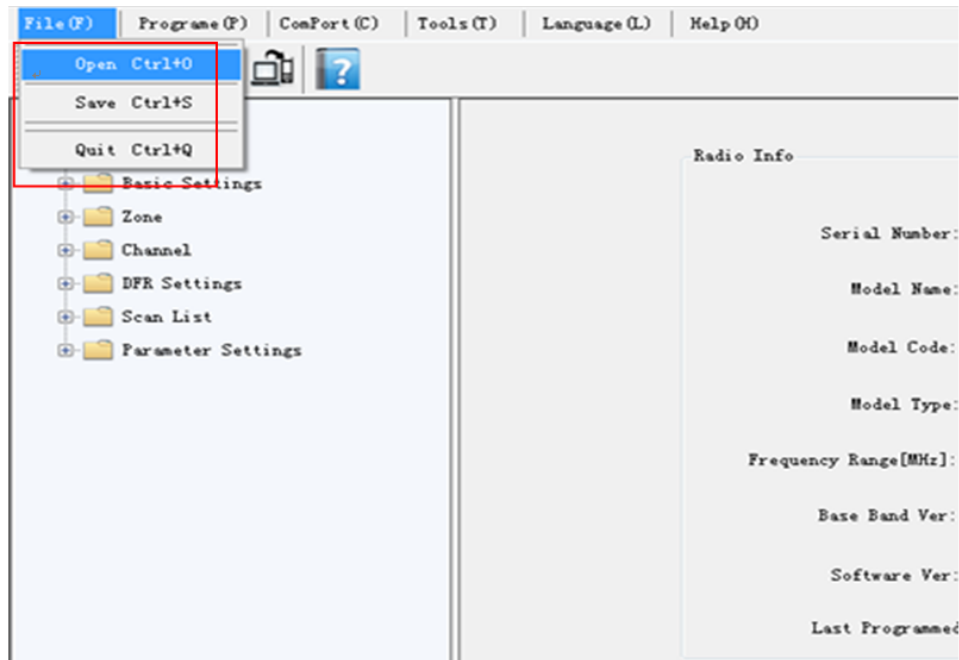 File(F) Programe(P) ComPort(C) Tools(T) Language(L) Help(H)
Open Ctrl+O
Save Ctrl+S
Quit Ctrl+Q
Basic Settings
Zone
Channel
DFR Settings
Scan List
Parameter Settings
Radio Info
Serial Number:
Model Name:
Model Code:
Model Type:
Frequency Range[MHz]:
Base Band Ver:
Software Ver:
Last Programmed